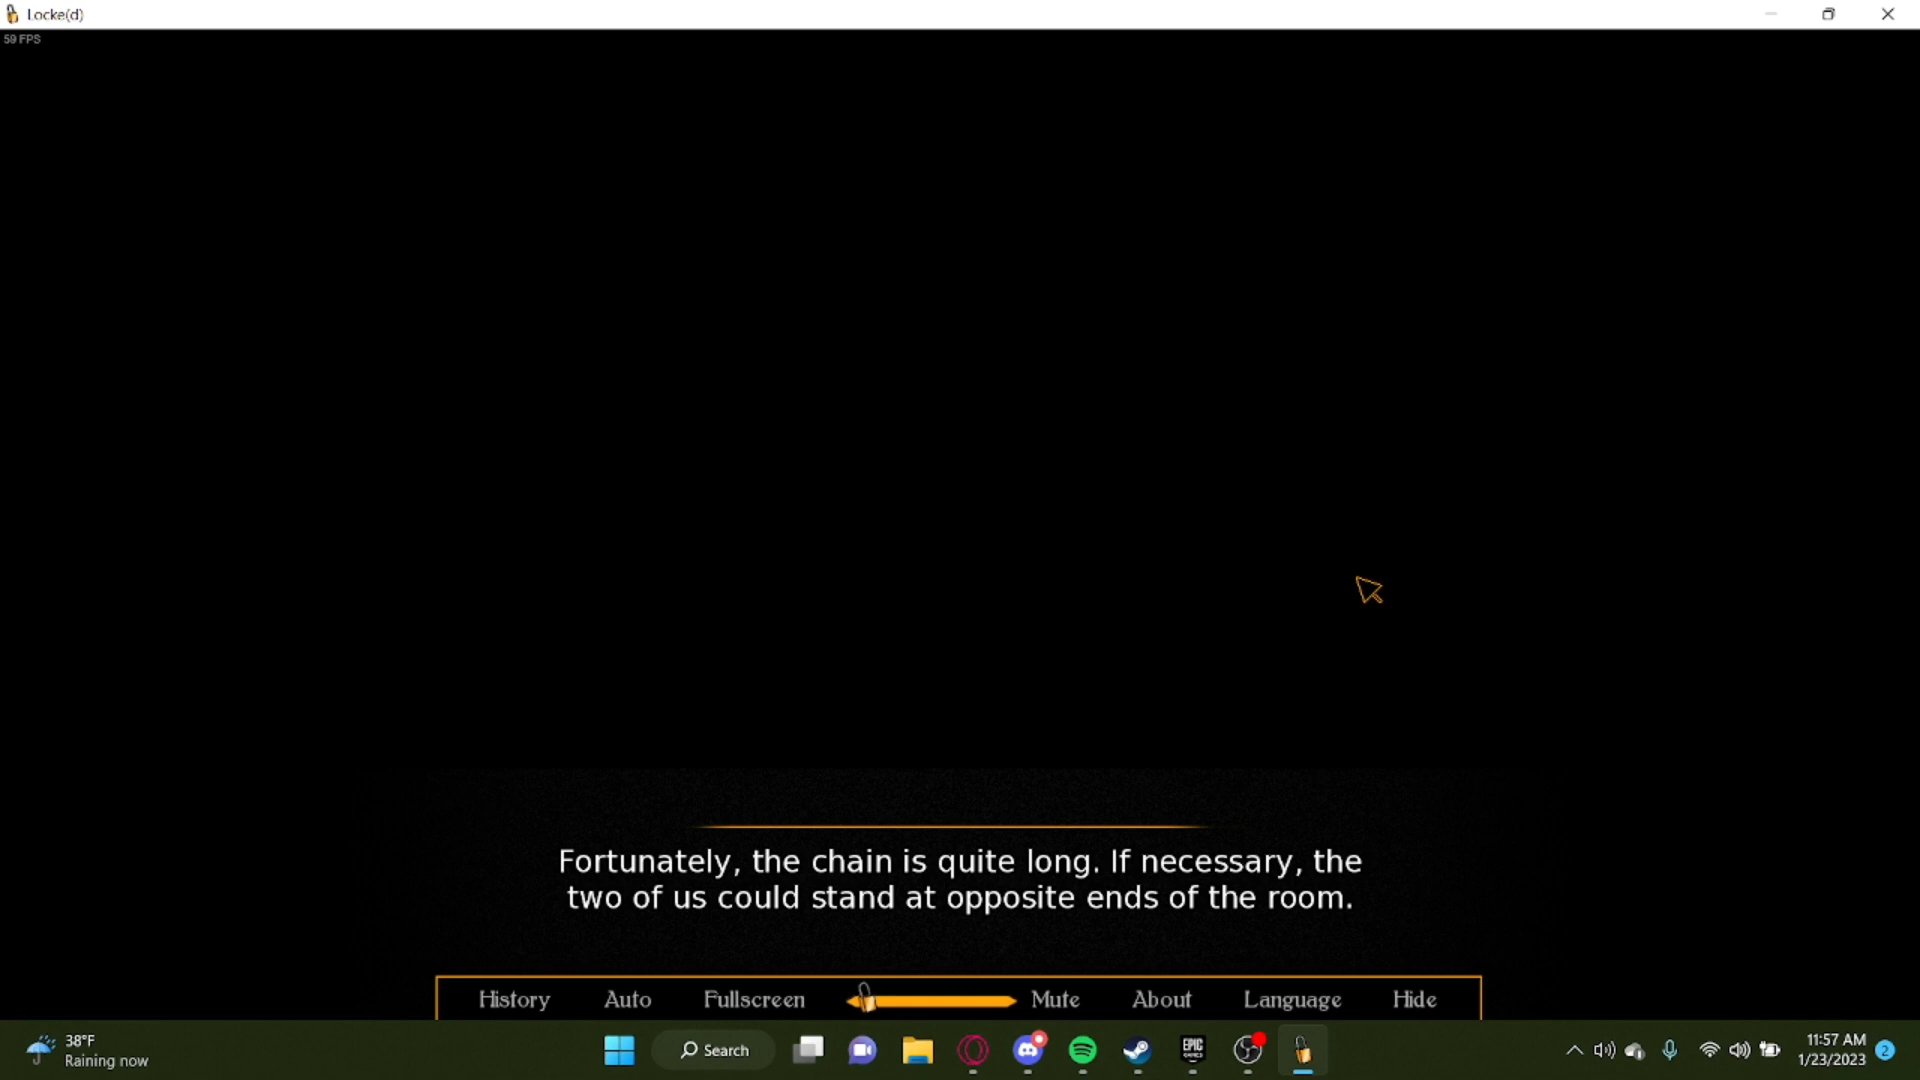 Locke(d)
59 FPS
Fortunately, the chain is quite long. If necessary, the
two of us could stand at opposite ends of the room.
History Auto Fullscreen Mute About Language Hide
38°F
Raining now
Search
EPIC
GAMES
11:57 AM
1/23/2023
2